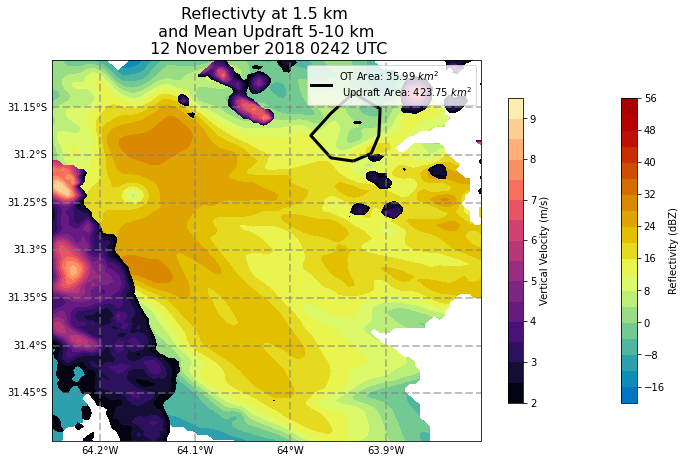 Reflectivty at 1.5 km
and Mean Updraft 5-10 km
12 November 2018 0242 UTC
OT Area: 35.99 km²
Updraft Area: 423.75 km²
31.15°S
31.2°S
31.25°S
31.3°S
31.35°S
31.4°S
31.45°S
64.2°W
64.1°W
64°W
63.9°W
9
8
7
6
5
4
3
2
Vertical Velocity (m/s)
56
48
40
32
24
16
8
0
−8
−16
Reflectivity (dBZ)